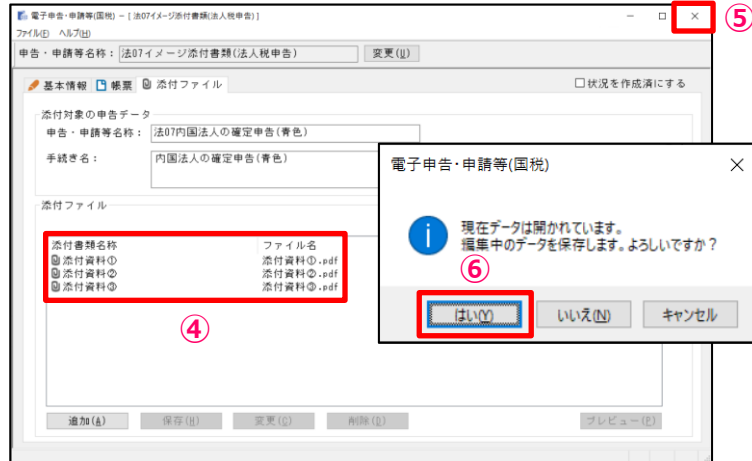 電子申告・申請等(国税) - [ 法07イメージ添付書類(法人税申告) ]
ファイル(F) ヘルプ(H)
⑤
申告・申請等名称: 法07イメージ添付書類(法人税申告) 変更(U)
基本情報 帳票 添付ファイル 状況を作成済にする
添付対象の申告データ
申告・申請等名称: 法07内国法人の確定申告(青色)
手続き名: 内国法人の確定申告(青色)
添付ファイル
添付書類名称 ファイル名
添付資料① 添付資料①.pdf
添付資料② 添付資料②.pdf
添付資料③ 添付資料③.pdf
④
電子申告・申請等(国税)
現在データは開かれています。
編集中のデータを保存します。よろしいですか?
⑥
はい(Y) いいえ(N) キャンセル
追加(A) 保存(H) 変更(C) 削除(D) プレビュー(P)